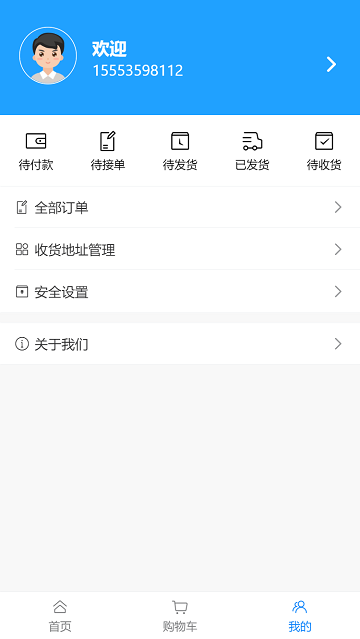 欢迎
15553598112
待付款 待接单 待发货 已发货 待收货
全部订单
收货地址管理
安全设置
关于我们
首页 购物车 我的